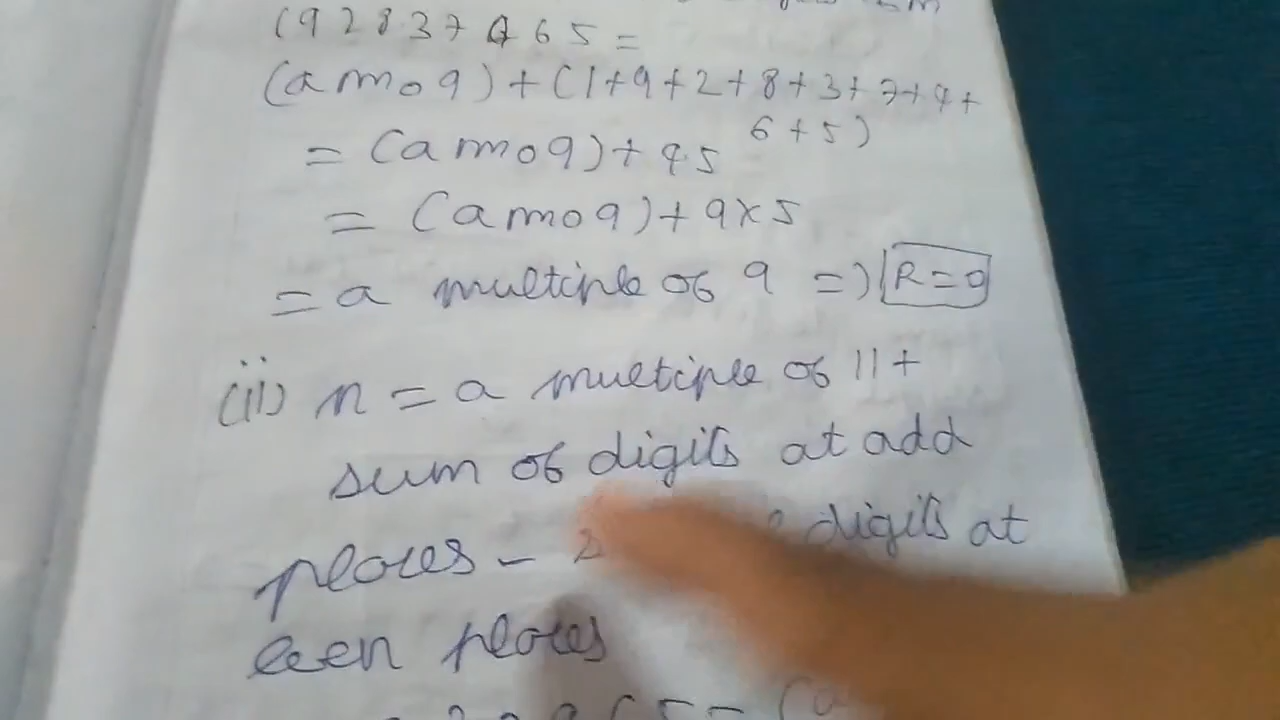 192837465 =
(a mo 9) + (1+9+2+8+3+7+4+
6+5)
= (a mo 9) + 45
= (a mo 9) + 9x5
= a multiple of 9 => R=0
(ii) n = a multiple of 11 +
sum of digits at odd
places - digits at
even places